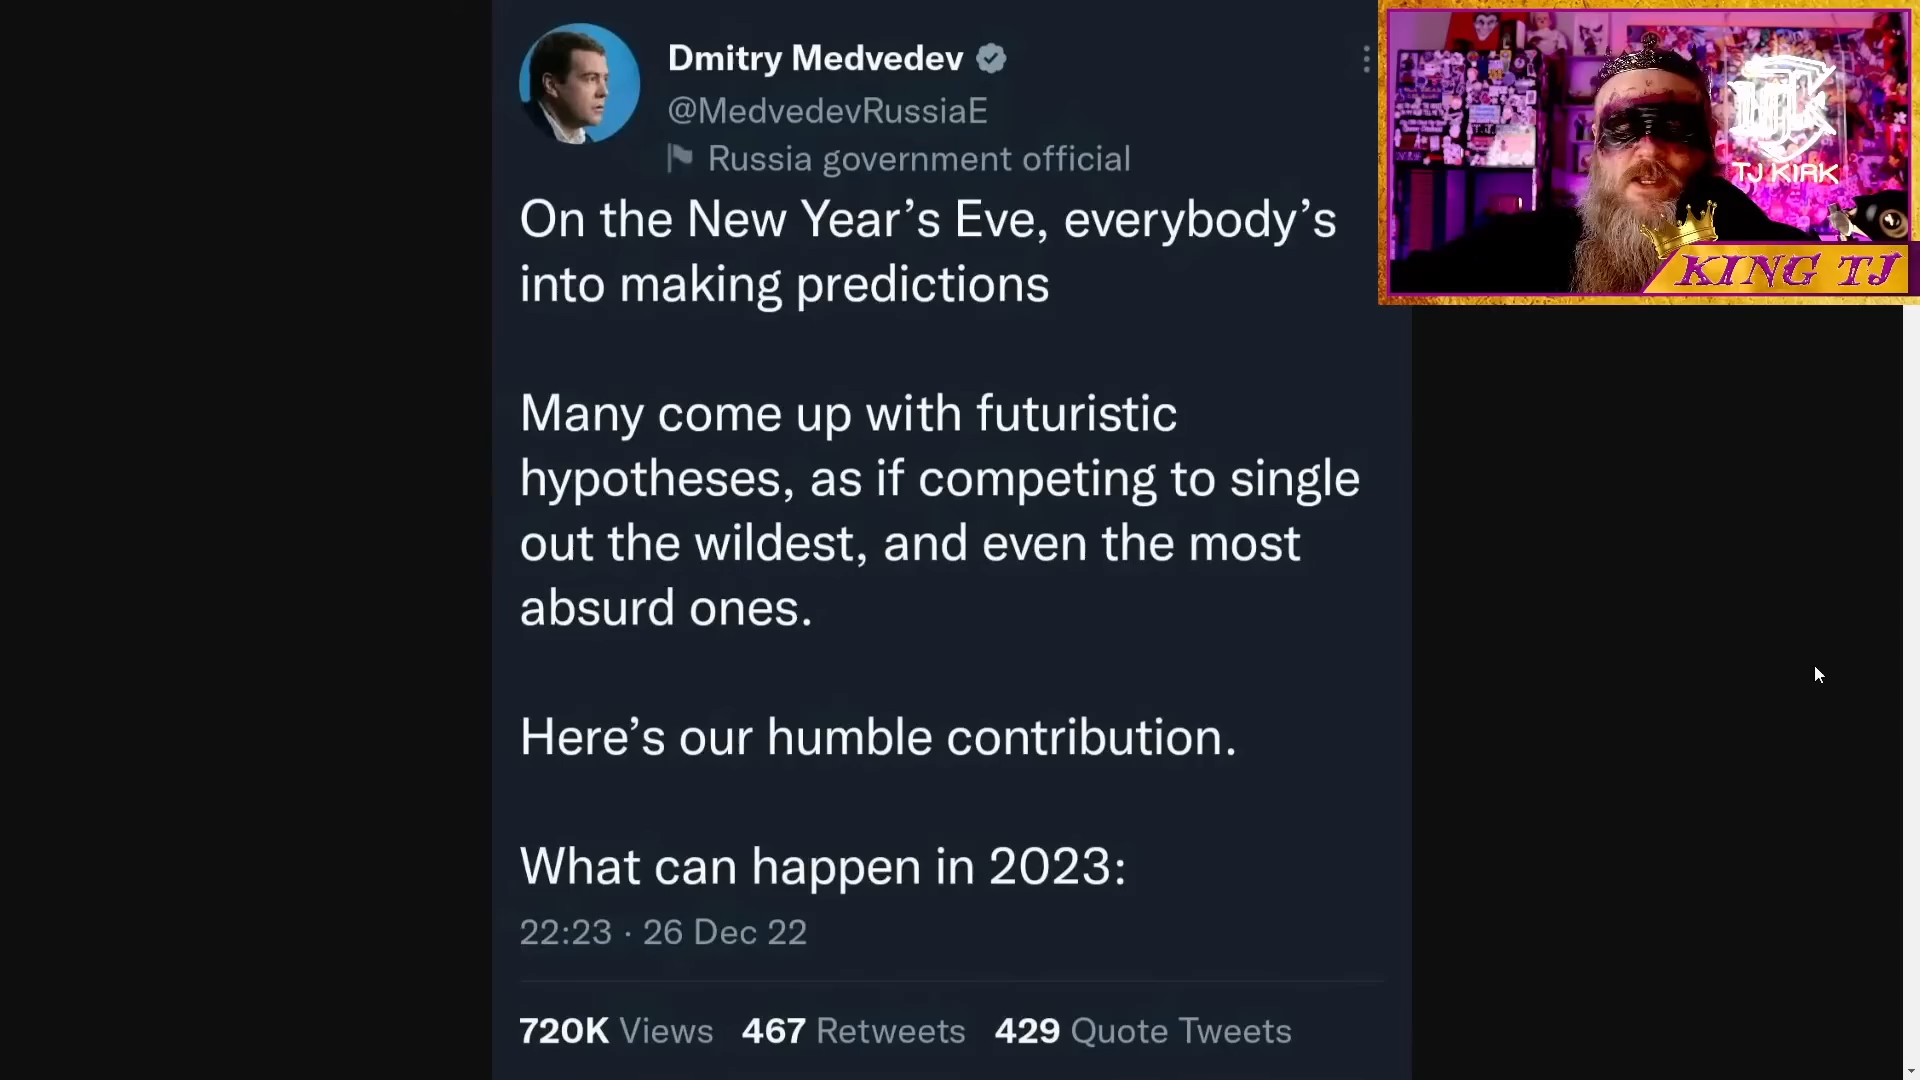 Dmitry Medvedev
@MedvedevRussiaE
Russia government official
On the New Year’s Eve, everybody’s
into making predictions
Many come up with futuristic
hypotheses, as if competing to single
out the wildest, and even the most
absurd ones.
Here’s our humble contribution.
What can happen in 2023:
22:23 · 26 Dec 22
720K Views 467 Retweets 429 Quote Tweets
TJ KIRK
KING TJ